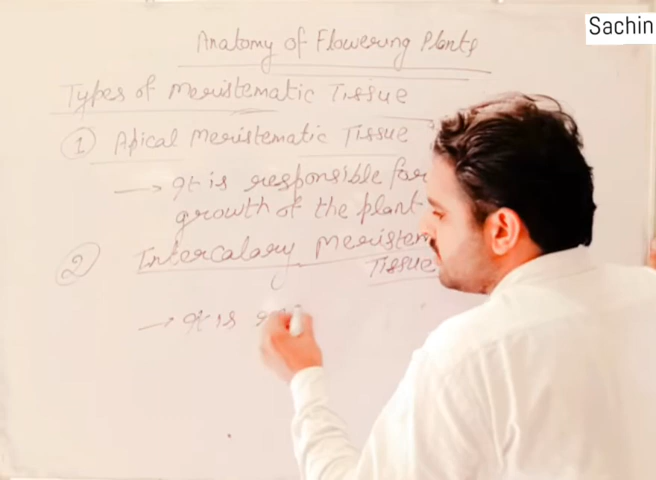 Sachin
Anatomy of Flowering Plants
Types of Meristematic Tissue
1 Apical Meristematic Tissue
→ It is responsible for
growth of the plant
2 Intercalary Meristem
Tissue
→ It is